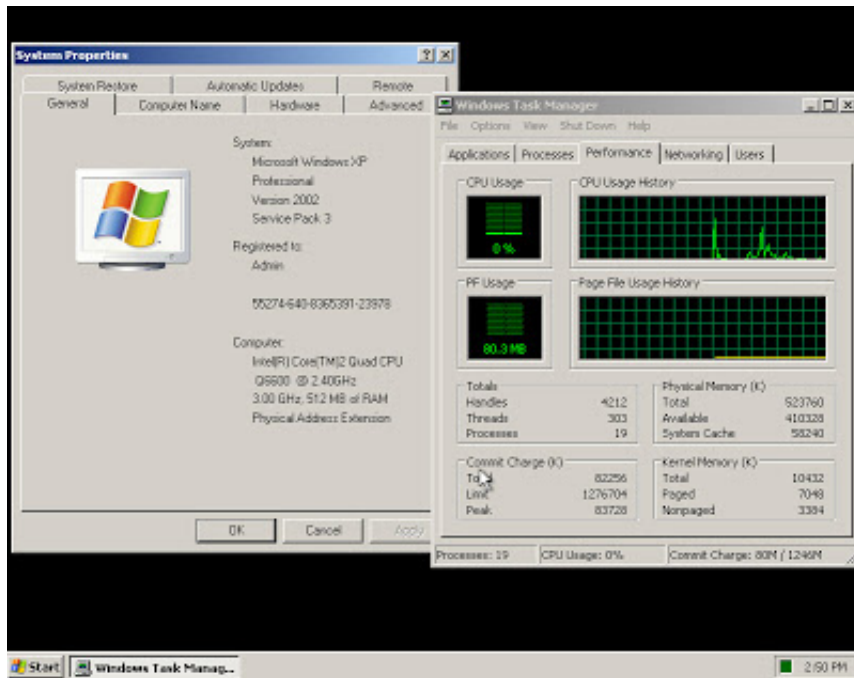 System Properties
System Restore Automatic Updates Remote
General Computer Name Hardware Advanced
System:
Microsoft Windows XP
Professional
Version 2002
Service Pack 3
Registered to:
Admin
55274-640-8365391-23978
Computer:
Intel(R) Core(TM)2 Quad CPU
Q6600 @ 2.40GHz
3.00 GHz, 512 MB of RAM
Physical Address Extension
OK Cancel Apply
Windows Task Manager
File Options View Shut Down Help
Applications Processes Performance Networking Users
CPU Usage CPU Usage History
0 %
PF Usage Page File Usage History
80.3 MB
Totals
Handles 4212
Threads 303
Processes 19
Physical Memory (K)
Total 523760
Available 410328
System Cache 58240
Commit Charge (K)
To
Limit 1276704
Peak 83728
82256
Kernel Memory (K)
Total 10432
Paged 7048
Nonpaged 3384
Processes: 19 CPU Usage: 0% Commit Charge: 80M / 1246M
Start Windows Task Manag... 2:50 PM